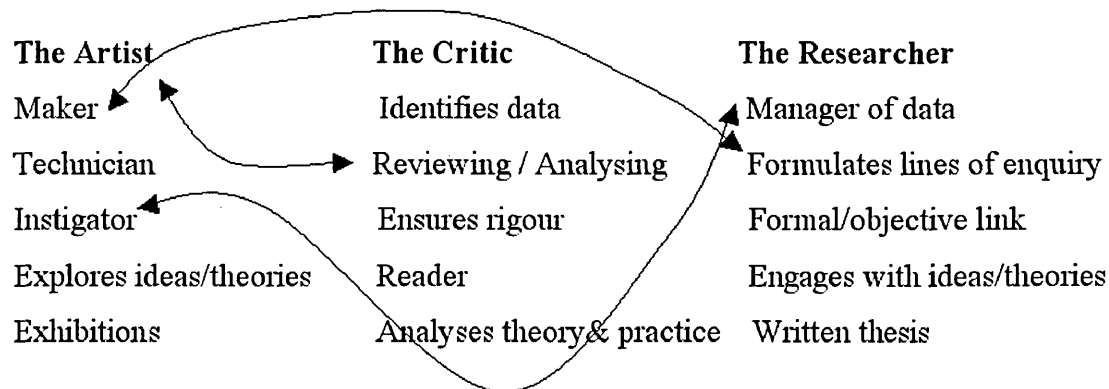 The Artist The Critic The Researcher
Maker Identifies data Manager of data
Technician Reviewing / Analysing Formulates lines of enquiry
Instigator Ensures rigour Formal/objective link
Explores ideas/theories Reader Engages with ideas/theories
Exhibitions Analyses theory& practice Written thesis